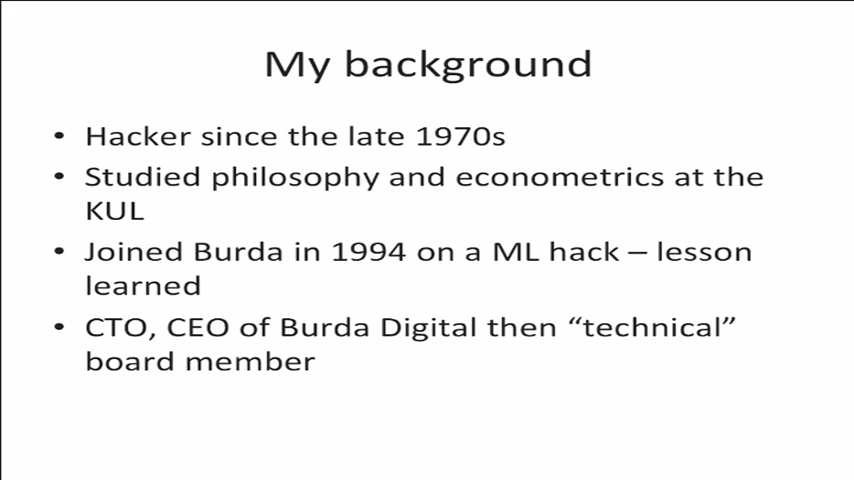 My background
• Hacker since the late 1970s
• Studied philosophy and econometrics at the
KUL
• Joined Burda in 1994 on a ML hack – lesson
learned
• CTO, CEO of Burda Digital then “technical”
board member